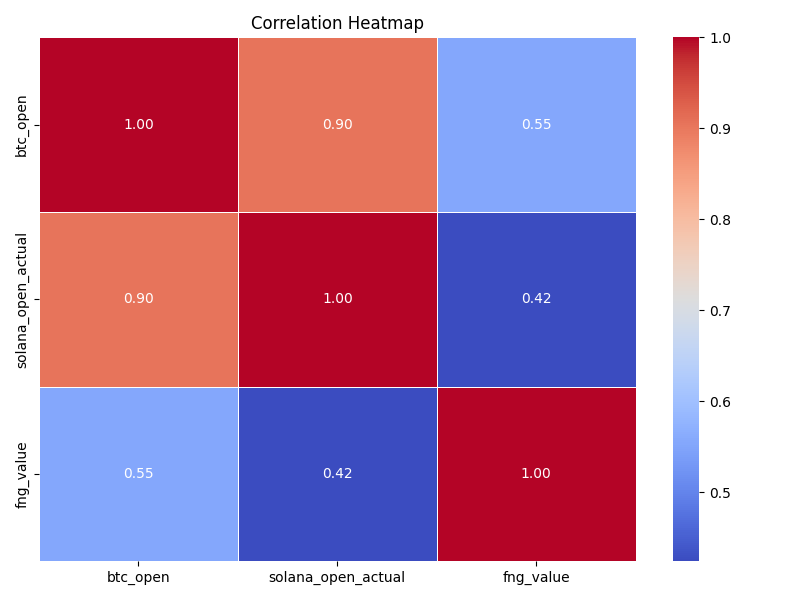 Correlation Heatmap
btc_open
1.00
0.90
0.55
solana_open_actual
0.90
1.00
0.42
fng_value
0.55
0.42
1.00
btc_open
solana_open_actual
fng_value
1.0
0.9
0.8
0.7
0.6
0.5